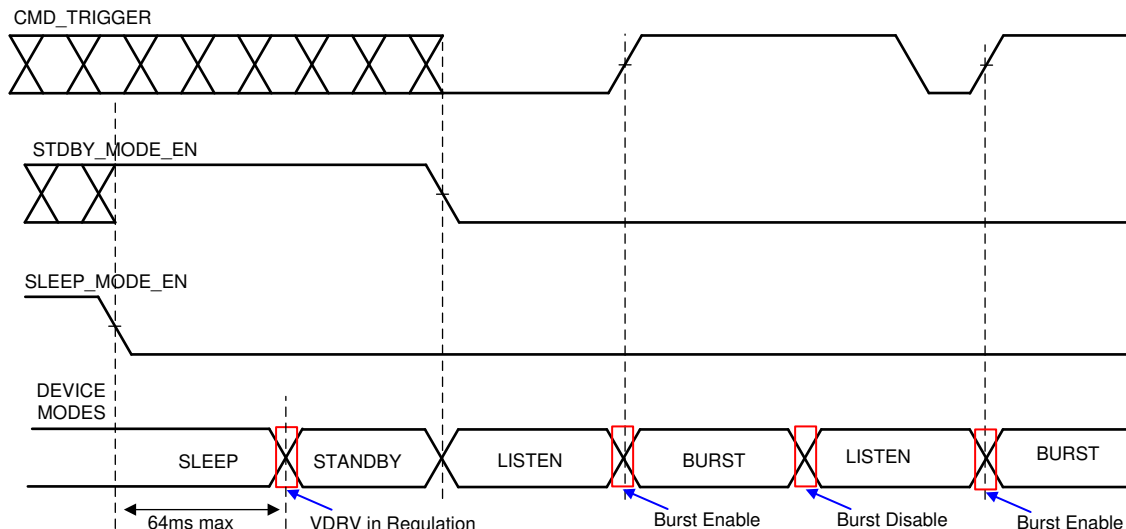 CMD_TRIGGER
STDBY_MODE_EN
SLEEP_MODE_EN
DEVICE
MODES
SLEEP
STANDBY
LISTEN
BURST
LISTEN
BURST
64ms max
VDRV in Regulation
Burst Enable
Burst Disable
Burst Enable